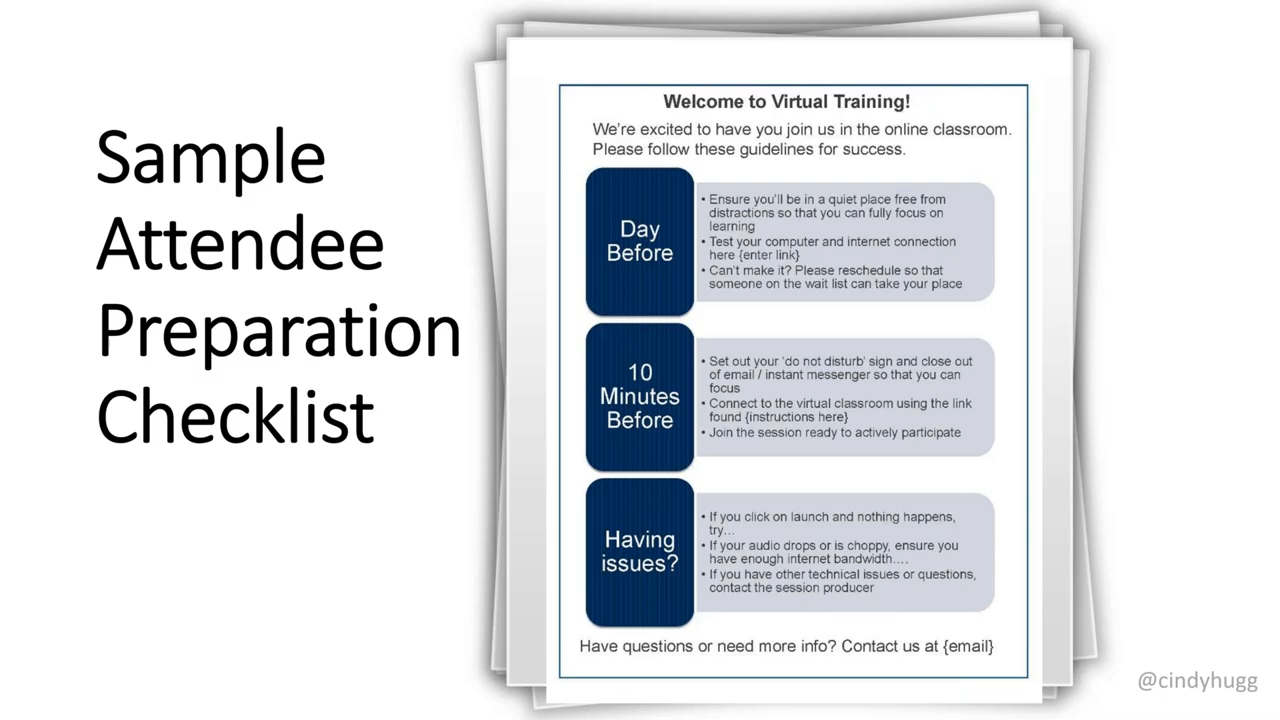 Sample
Attendee
Preparation
Checklist
Welcome to Virtual Training!
We're excited to have you join us in the online classroom.
Please follow these guidelines for success.
Day
Before
• Ensure you'll be in a quiet place free from
distractions so that you can fully focus on
learning
• Test your computer and internet connection
here {enter link}
• Can't make it? Please reschedule so that
someone on the wait list can take your place
10
Minutes
Before
• Set out your 'do not disturb' sign and close out
of email / instant messenger so that you can
focus
• Connect to the virtual classroom using the link
found {instructions here}
• Join the session ready to actively participate
Having
issues?
• If you click on launch and nothing happens,
try...
• If your audio drops or is choppy, ensure you
have enough internet bandwidth....
• If you have other technical issues or questions,
contact the session producer
Have questions or need more info? Contact us at {email}
@cindyhugg